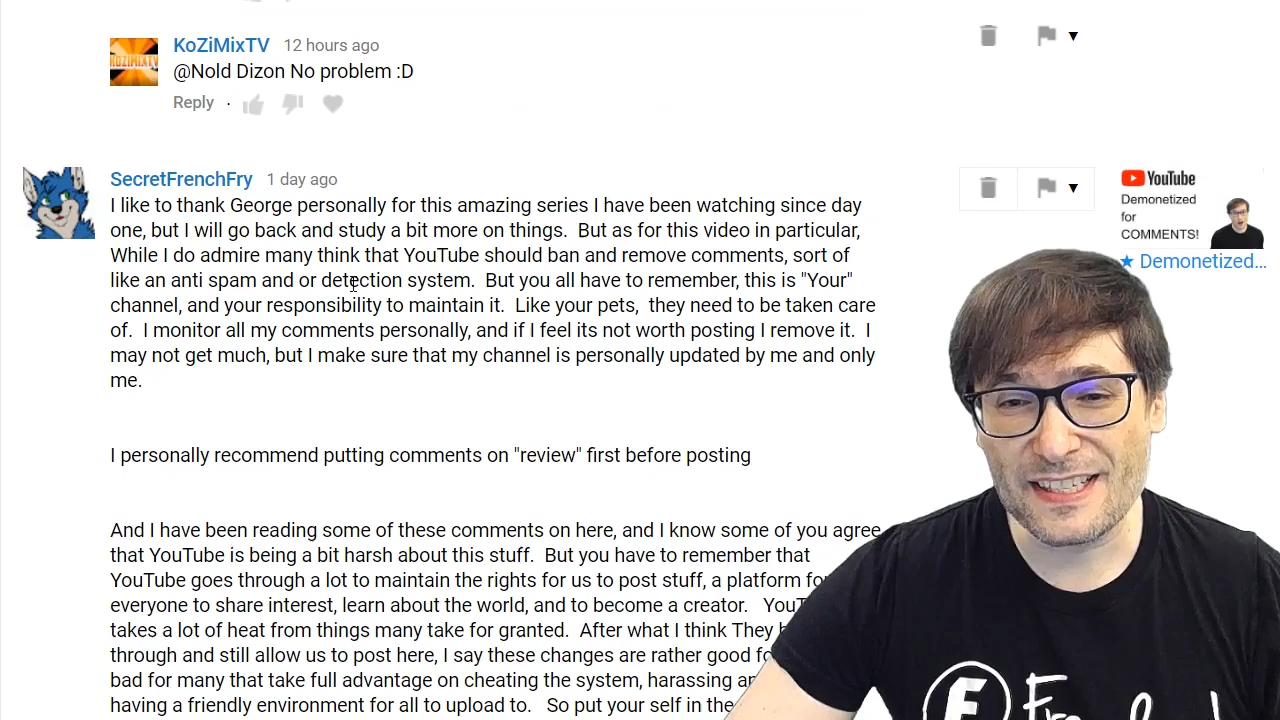 KoZiMixTV 12 hours ago
@Nold Dizon No problem :D
Reply ·
SecretFrenchFry 1 day ago
I like to thank George personally for this amazing series I have been watching since day
one, but I will go back and study a bit more on things. But as for this video in particular,
While I do admire many think that YouTube should ban and remove comments, sort of
like an anti spam and or detection system. But you all have to remember, this is "Your"
channel, and your responsibility to maintain it. Like your pets, they need to be taken care
of. I monitor all my comments personally, and if I feel its not worth posting I remove it. I
may not get much, but I make sure that my channel is personally updated by me and only
me.
I personally recommend putting comments on "review" first before posting
And I have been reading some of these comments on here, and I know some of you agree
that YouTube is being a bit harsh about this stuff. But you have to remember that
YouTube goes through a lot to maintain the rights for us to post stuff, a platform
everyone to share interest, learn about the world, and to become a creator.
takes a lot of heat from things many take for granted. After what I think They
through and still allow us to post here, I say these changes are rather good
bad for many that take full advantage on cheating the system, harassing
having a friendly environment for all to upload to. So put your self in the
KOZIMIXTV
YouTube
Demonetized
for
COMMENTS!
★ Demonetized...
F